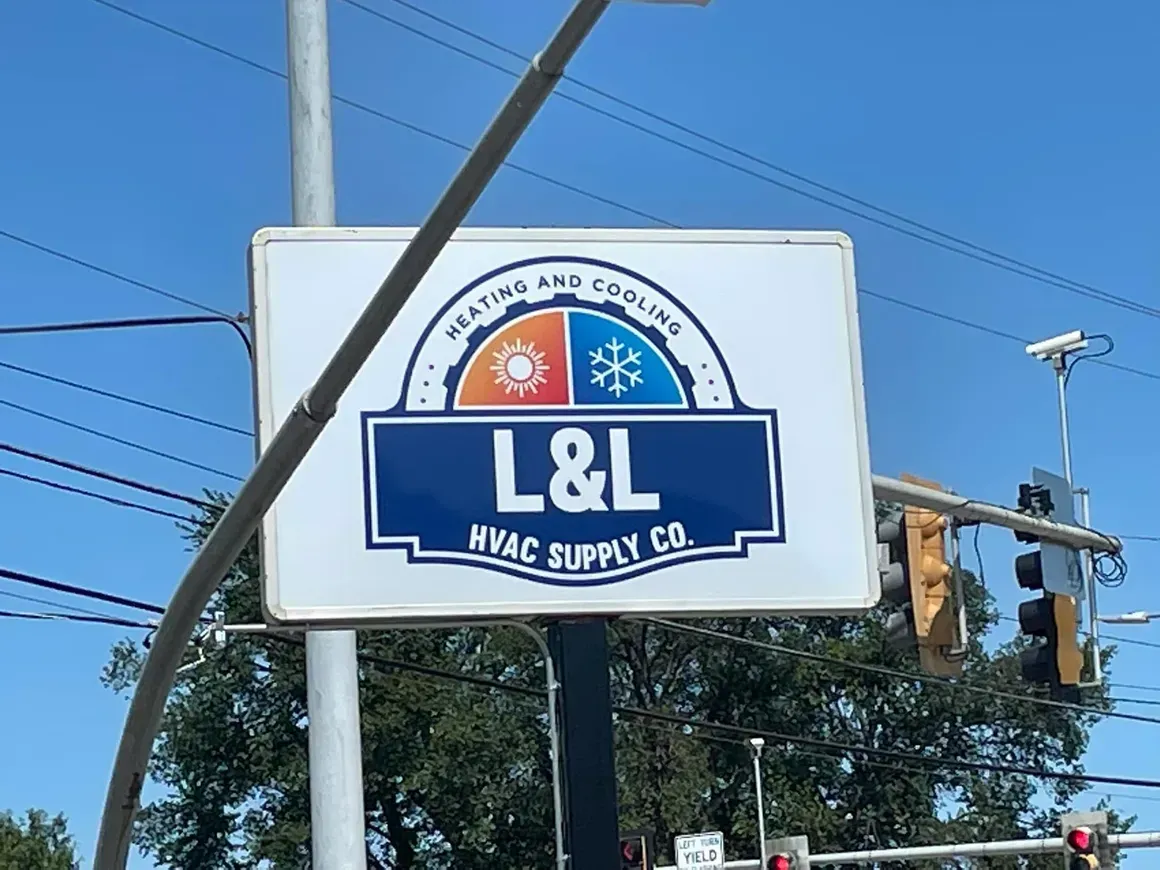 HEATING AND COOLING
L&L
HVAC SUPPLY CO.
LEFT TURN
YIELD